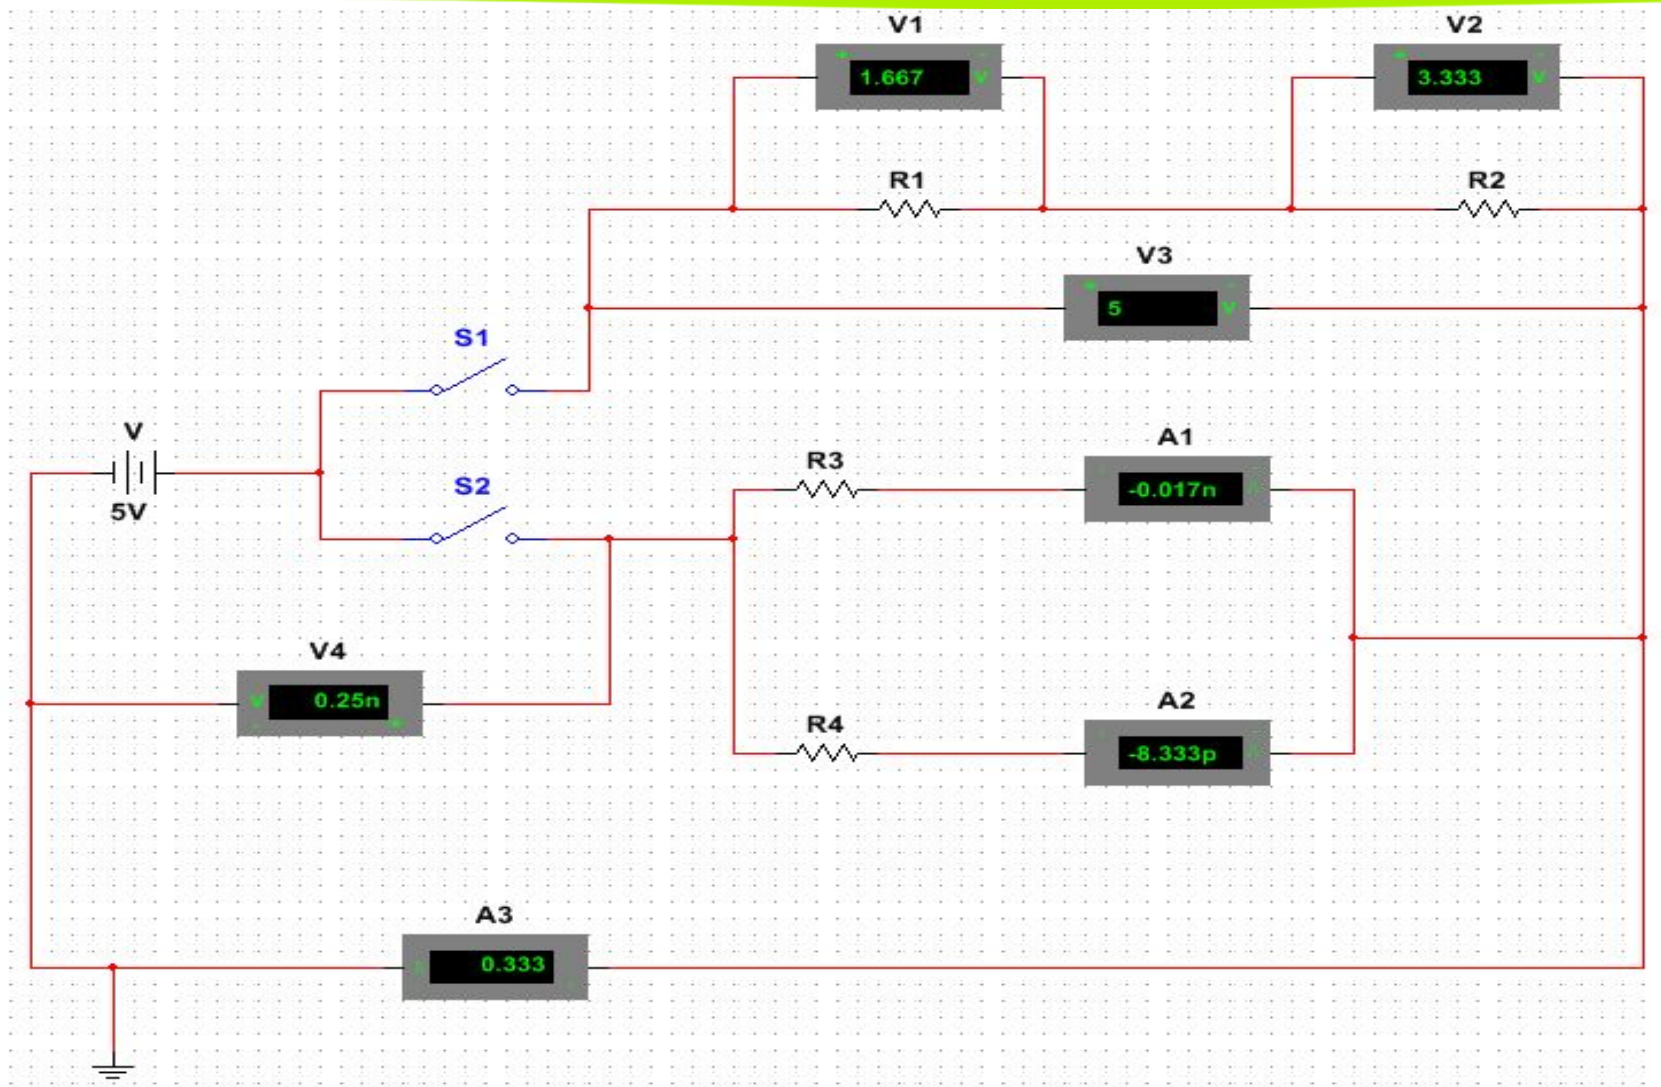 V1
V2
1.667 V
3.333 V
R1
R2
V3
5 V
S1
V
5V
S2
R3
A1
-0.017n
V4
V 0.25n
R4
A2
-8.333p
A3
0.333